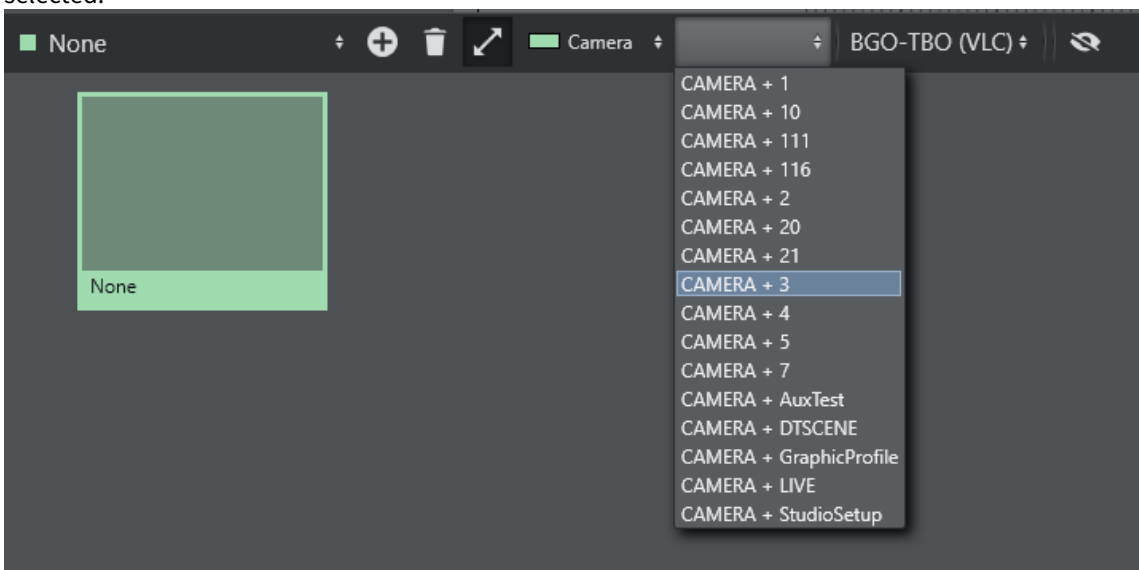 selected.
None Camera BGO-TBO (VLC)
CAMERA + 1
CAMERA + 10
CAMERA + 111
CAMERA + 116
CAMERA + 2
CAMERA + 20
CAMERA + 21
CAMERA + 3
CAMERA + 4
CAMERA + 5
CAMERA + 7
CAMERA + AuxTest
CAMERA + DTSCENE
CAMERA + GraphicProfile
CAMERA + LIVE
CAMERA + StudioSetup
None